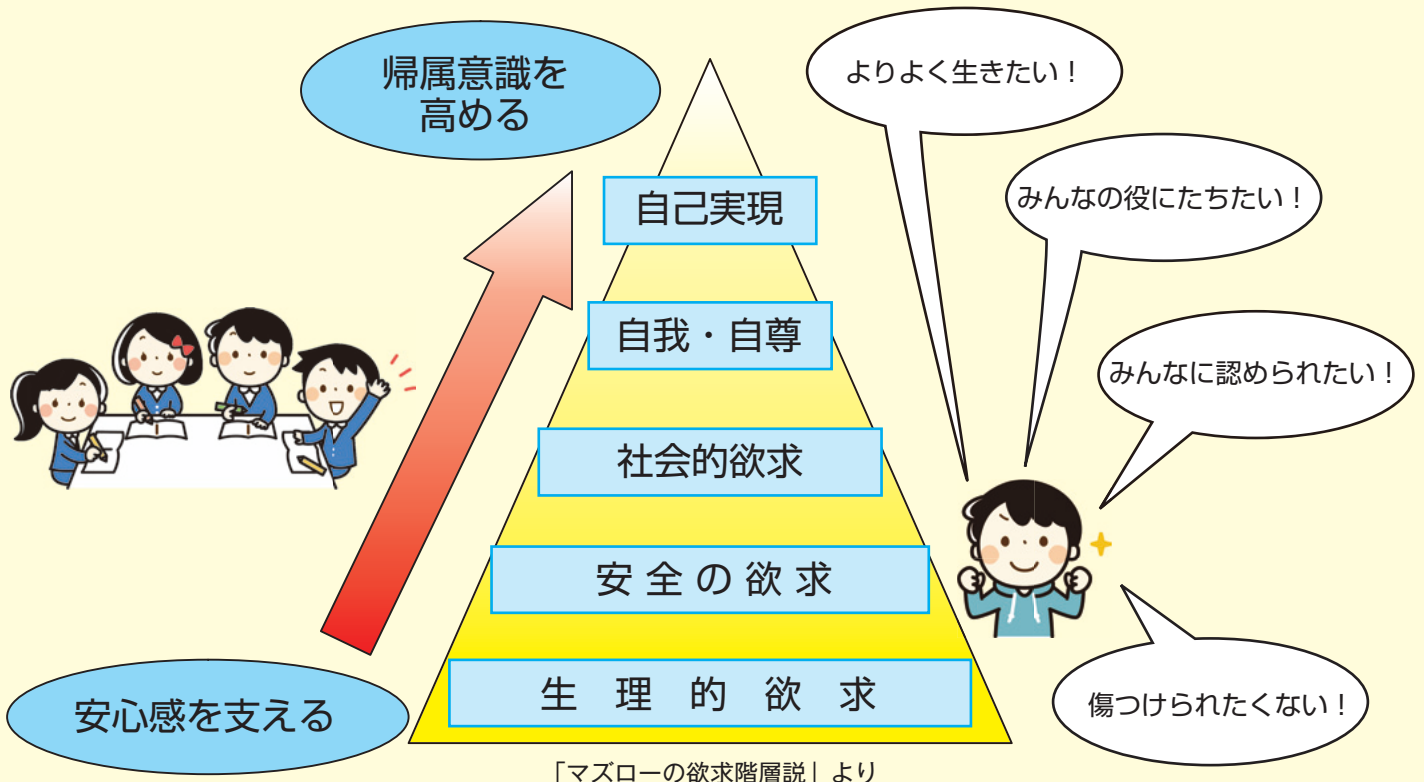 帰属意識を
高める
よりよく生きたい！
みんなの役にたちたい！
自己実現
自我・自尊
みんなに認められたい！
社会的欲求
安全の欲求
生理的欲求
安心感を支える
傷つけられたくない！
「マズローの欲求階層説」より